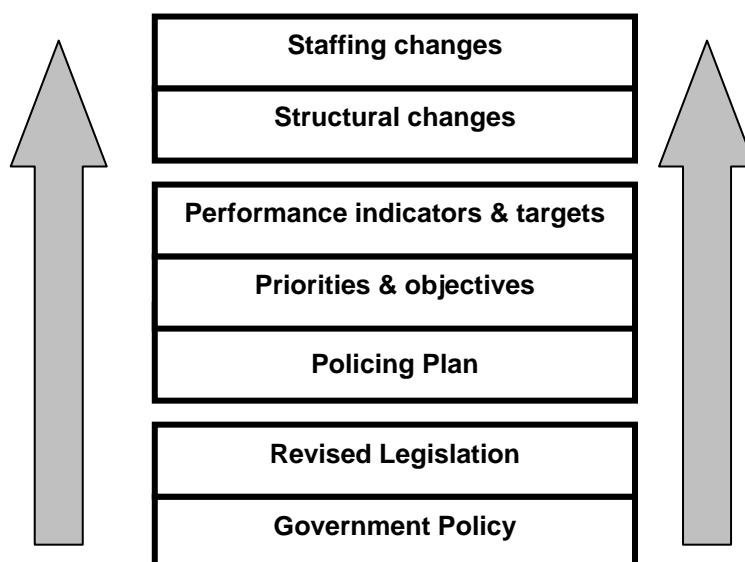 Staffing changes
Structural changes
Performance indicators & targets
Priorities & objectives
Policing Plan
Revised Legislation
Government Policy